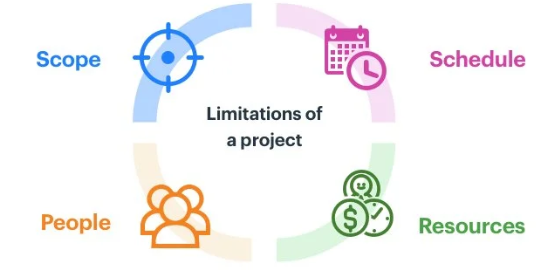 Scope
Schedule
Limitations of
a project
People
$
Resources